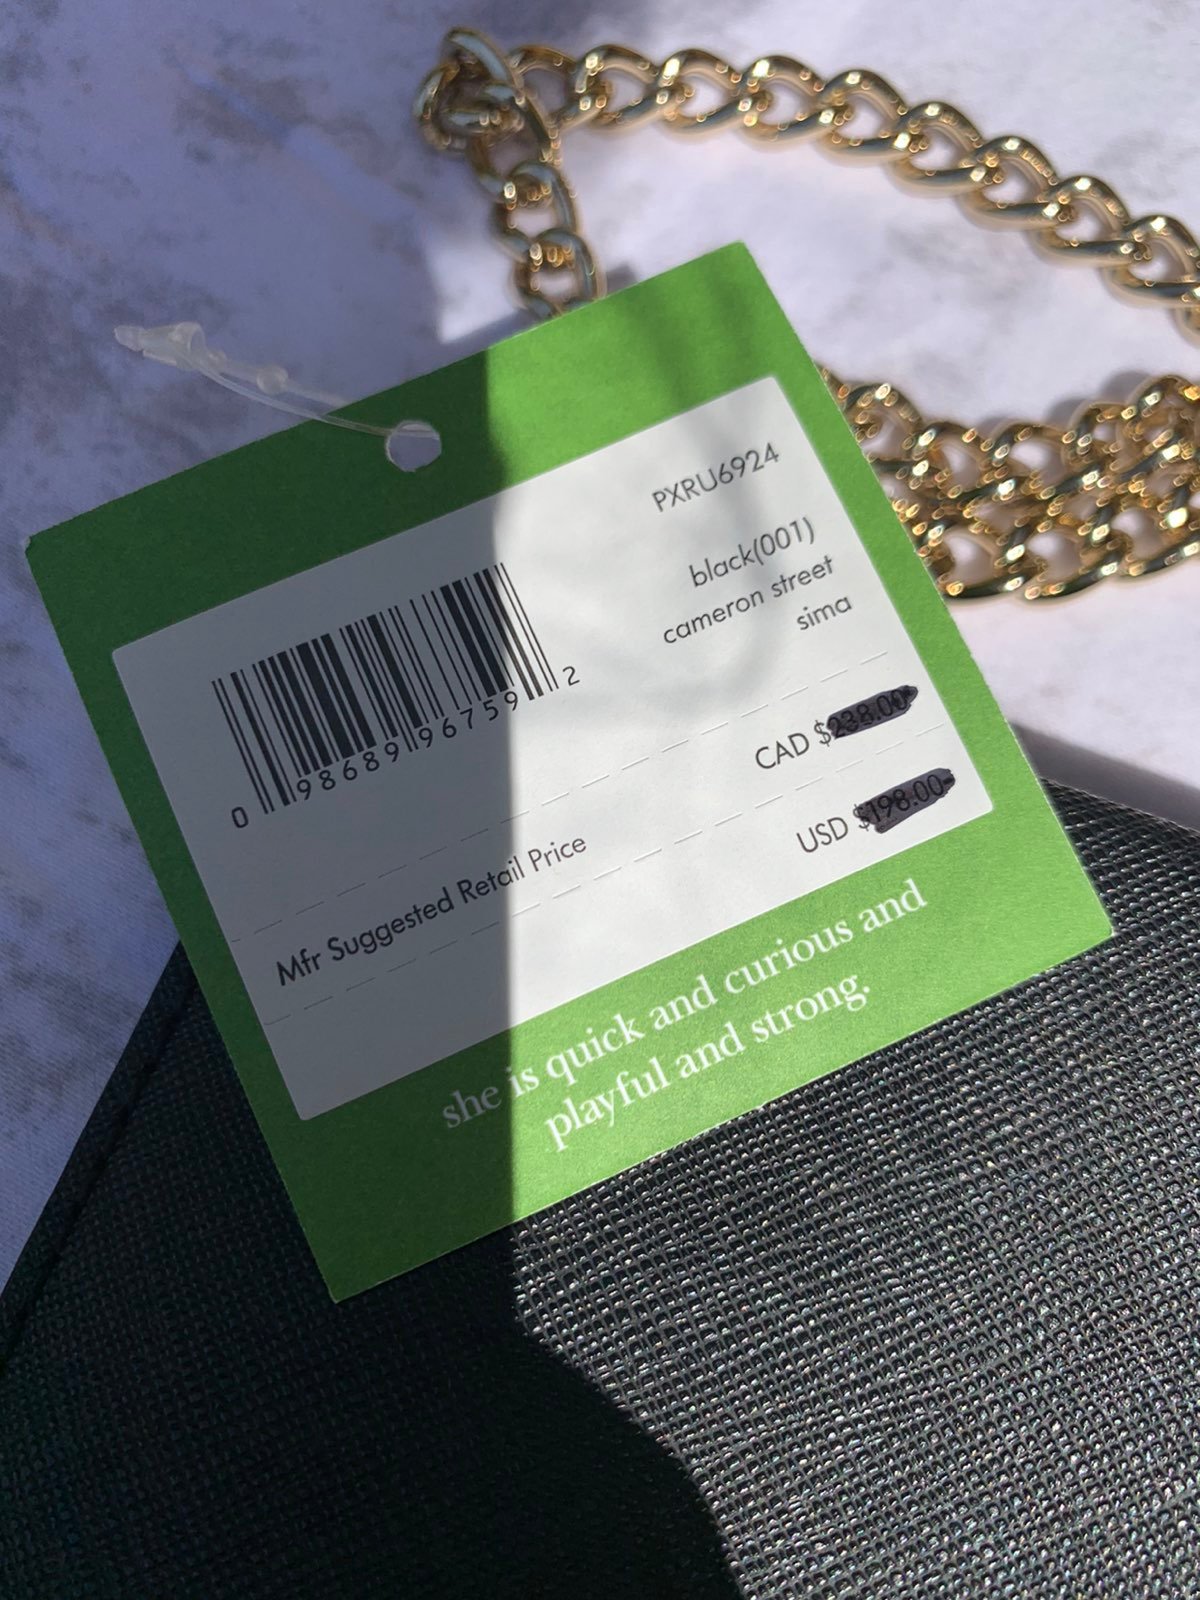 PXRU6924
black(001)
cameron street
sima
0 98689 96759 2
CAD $238.00
Mfr Suggested Retail Price
USD $198.00
she is quick and curious and
playful and strong.